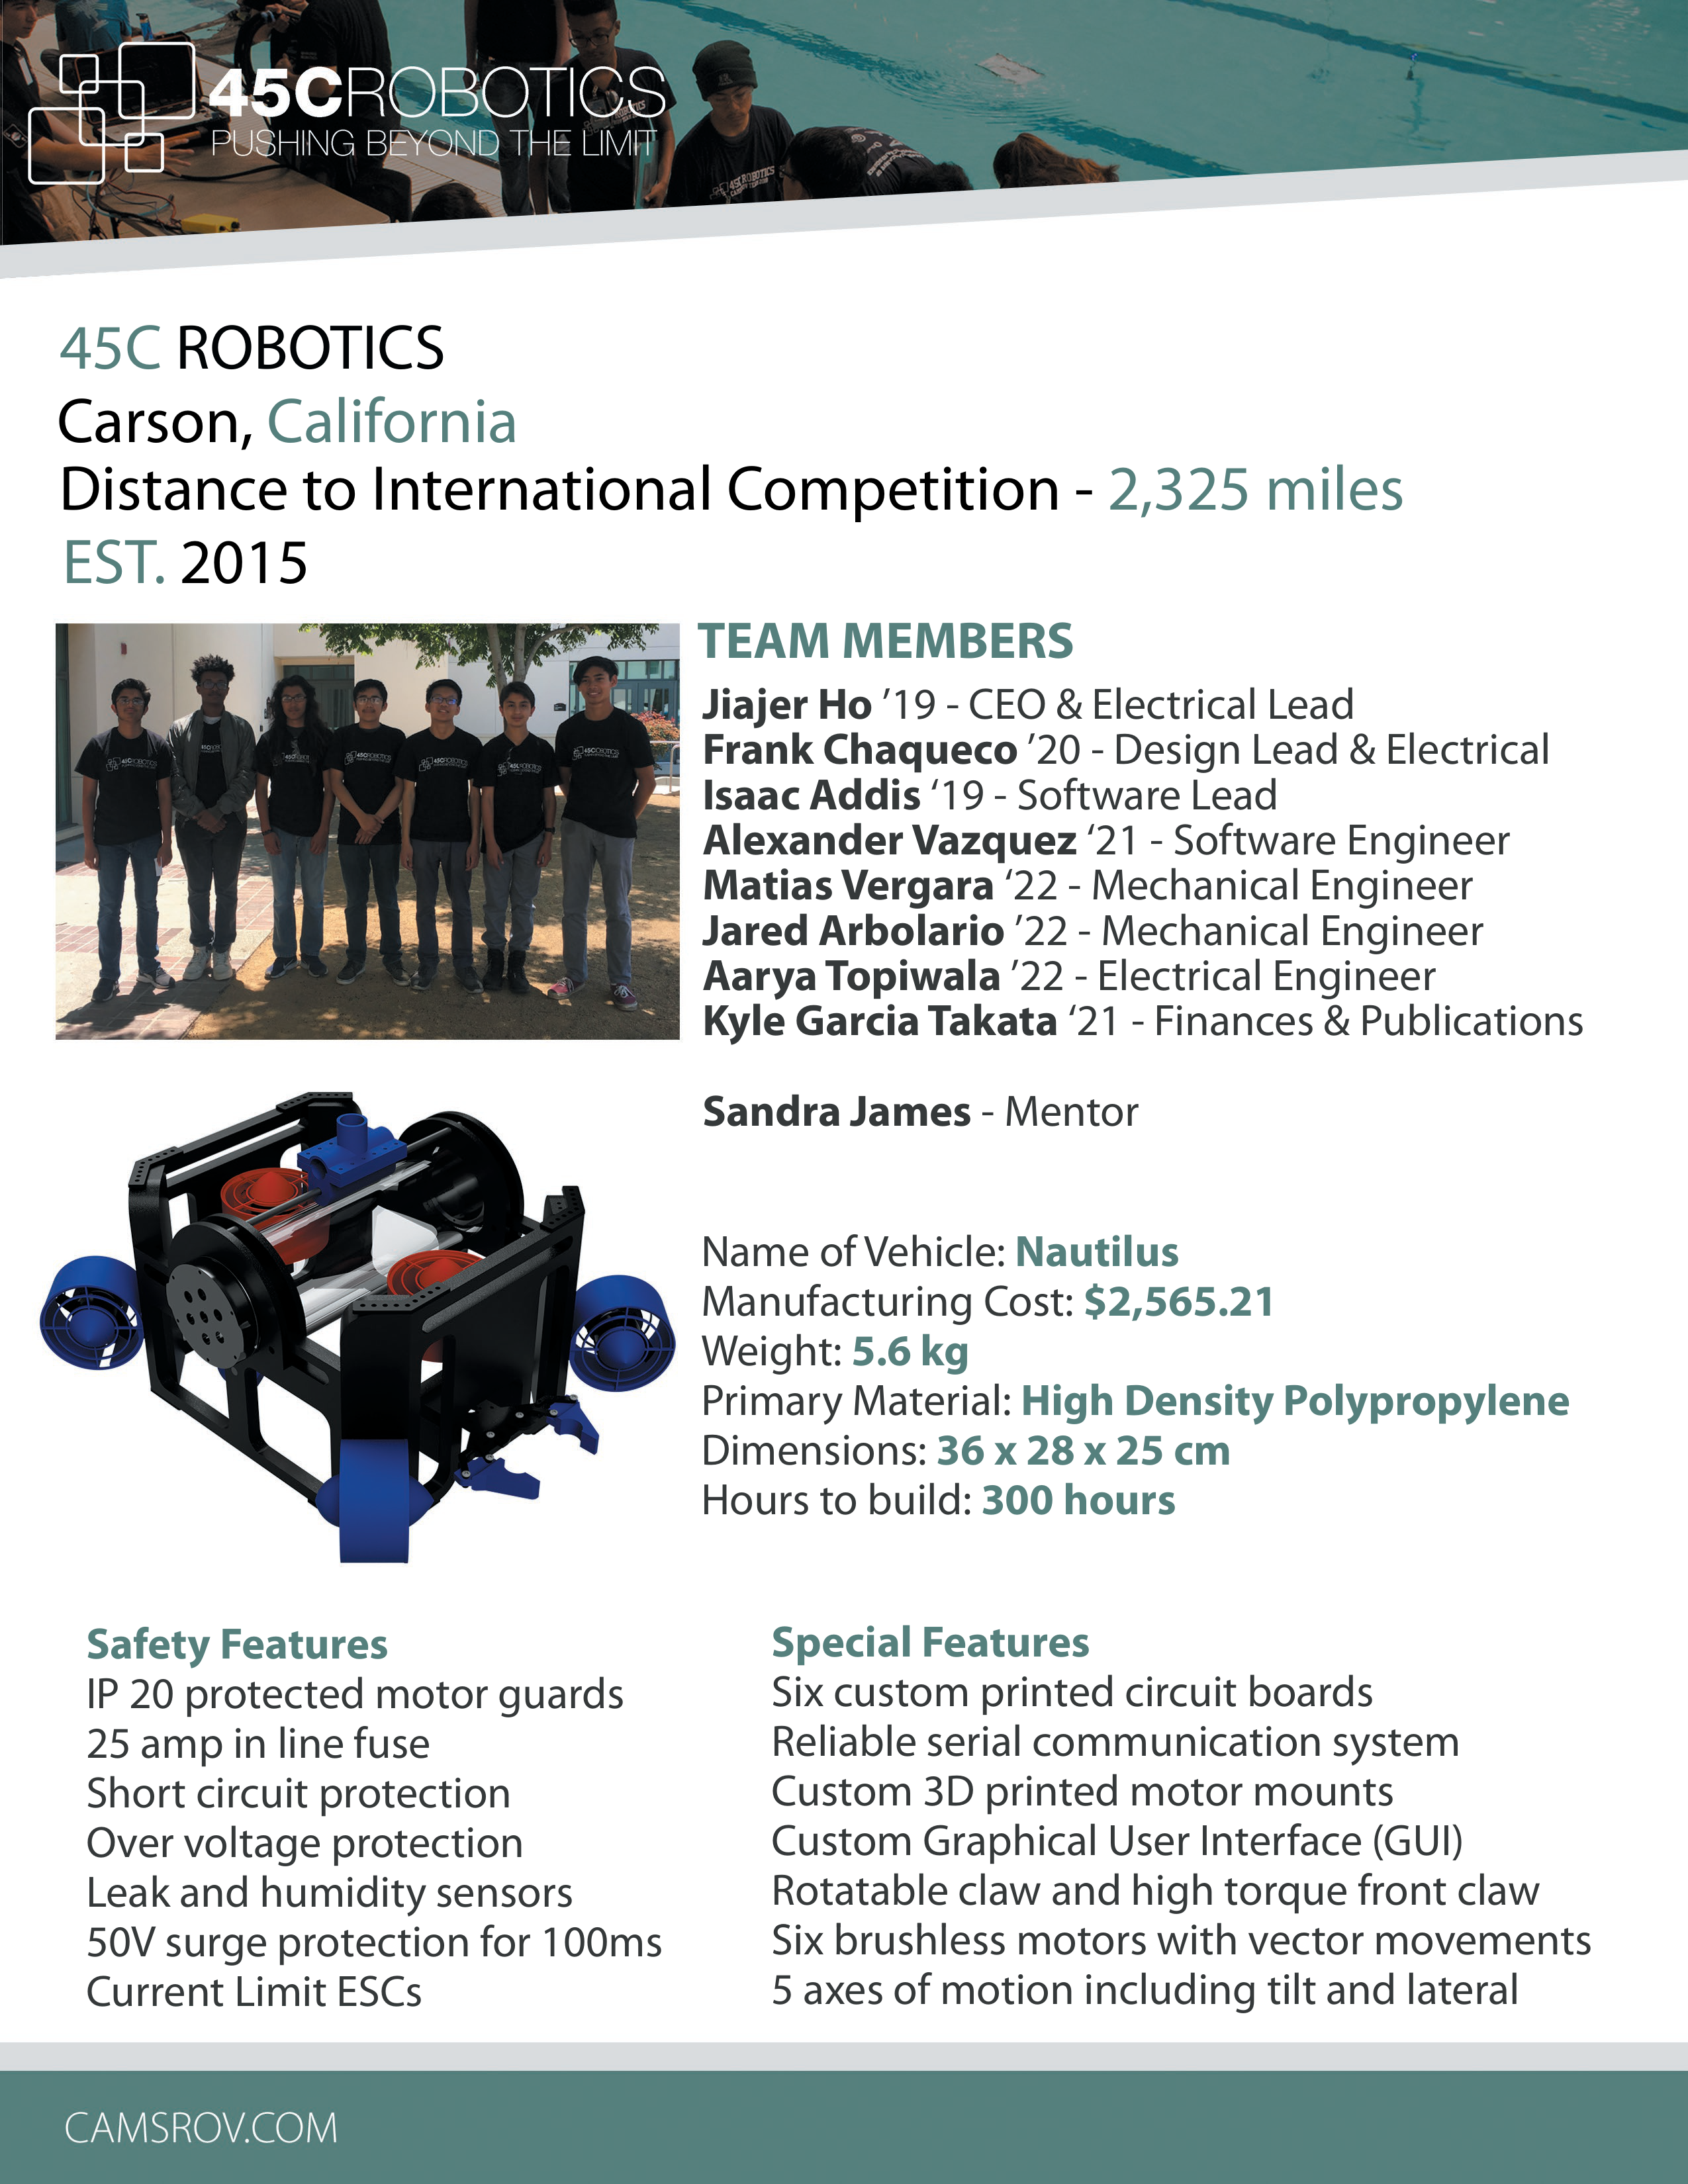 45CROBOTICS
PUSHING BEYOND THE LIMIT
45C ROBOTICS
Carson, California
Distance to International Competition - 2,325 miles
EST. 2015
TEAM MEMBERS
Jiajer Ho ’19 - CEO & Electrical Lead
Frank Chaqueco ’20 - Design Lead & Electrical
Isaac Addis ‘19 - Software Lead
Alexander Vazquez ‘21 - Software Engineer
Matias Vergara ‘22 - Mechanical Engineer
Jared Arbolario ’22 - Mechanical Engineer
Aarya Topiwala ’22 - Electrical Engineer
Kyle Garcia Takata ‘21 - Finances & Publications
Sandra James - Mentor
Name of Vehicle: Nautilus
Manufacturing Cost: $2,565.21
Weight: 5.6 kg
Primary Material: High Density Polypropylene
Dimensions: 36 x 28 x 25 cm
Hours to build: 300 hours
Safety Features
IP 20 protected motor guards
25 amp in line fuse
Short circuit protection
Over voltage protection
Leak and humidity sensors
50V surge protection for 100ms
Current Limit ESCs
Special Features
Six custom printed circuit boards
Reliable serial communication system
Custom 3D printed motor mounts
Custom Graphical User Interface (GUI)
Rotatable claw and high torque front claw
Six brushless motors with vector movements
5 axes of motion including tilt and lateral
CAMSROV.COM